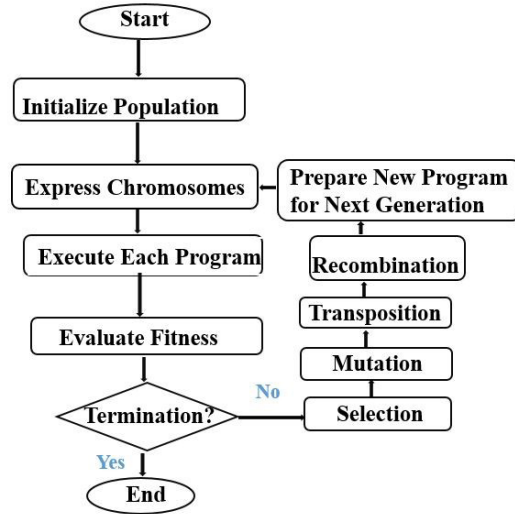 Start
Initialize Population
Express Chromosomes
Execute Each Program
Evaluate Fitness
Termination?
Yes
End
No
Selection
Mutation
Transposition
Recombination
Prepare New Program
for Next Generation